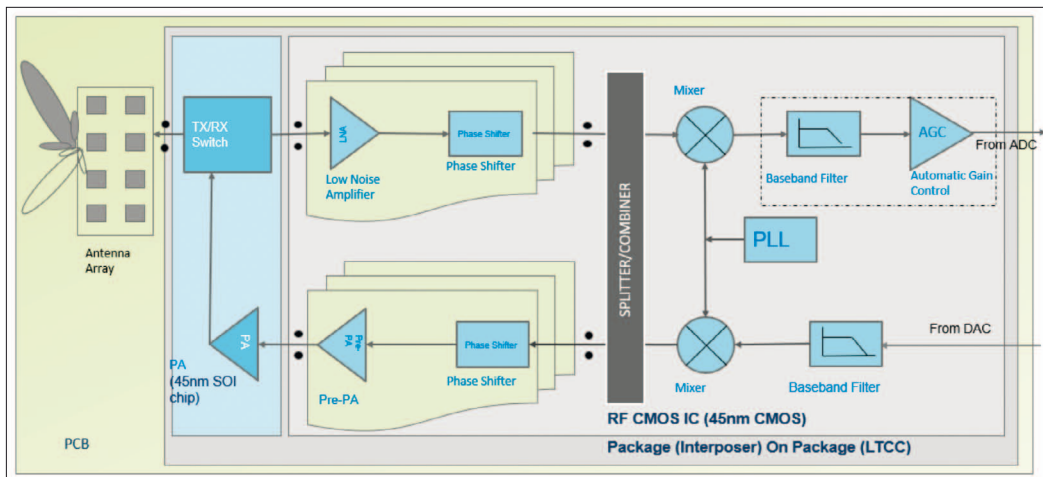 TX/RX
Switch
Antenna
Array
LNA
Low Noise
Amplifier
Phase Shifter
Phase Shifter
SPLITTER/COMBINER
Mixer
Baseband Filter
AGC
Automatic Gain
Control
From ADC
PLL
PA
PA
(45nm SOI
chip)
Pre-
PA
Pre-PA
Phase Shifter
Phase Shifter
Mixer
Baseband Filter
From DAC
RF CMOS IC (45nm CMOS)
Package (Interposer) On Package (LTCC)
PCB